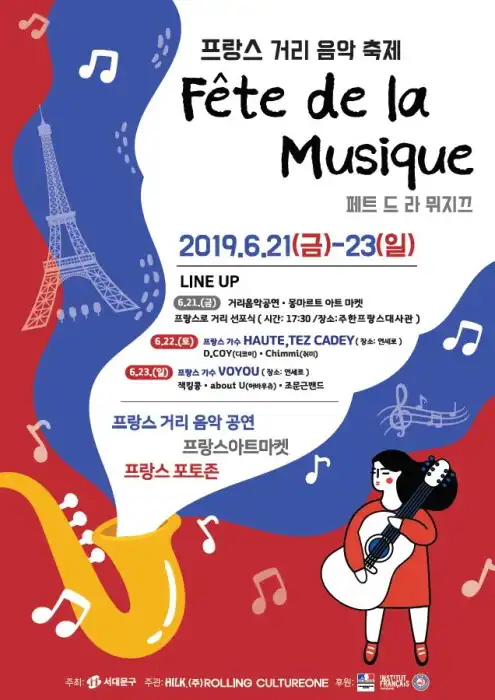 프랑스 거리 음악 축제
Fête de la
Musique
페트 드 라 뮈지끄
2019.6.21(금)-23(일)
LINE UP
6.21.(금) 거리음악공연 • 몽마르트 아트 마켓
프랑스로 거리 선포식 ( 시간: 17:30 /장소:주한프랑스대사관 )
6.22.(토) 프랑스 가수 HAUTE,TEZ CADEY ( 장소: 연세로 )
D,COY(디코이) • Chimmi(취미)
6.23.(일) 프랑스 가수 VOYOU ( 장소: 연세로 )
잭킹콩 • about U(어바우유) • 조문근밴드
프랑스 거리 음악 공연
프랑스아트마켓
프랑스 포토존
주최: 서대문구 주관: HILK, (주)ROLLING CULTUREONE 후원: INSTITUT FRANÇAIS